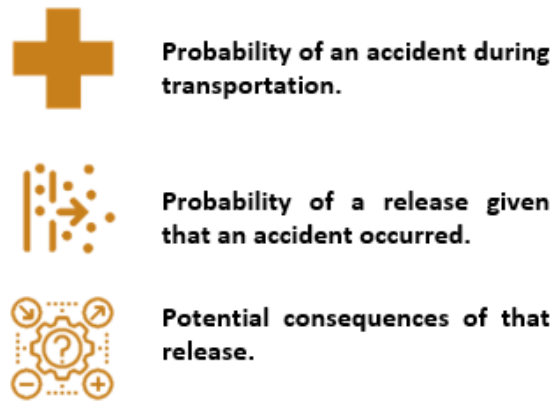 Probability of an accident during
transportation.
Probability of a release given
that an accident occurred.
Potential consequences of that
release.